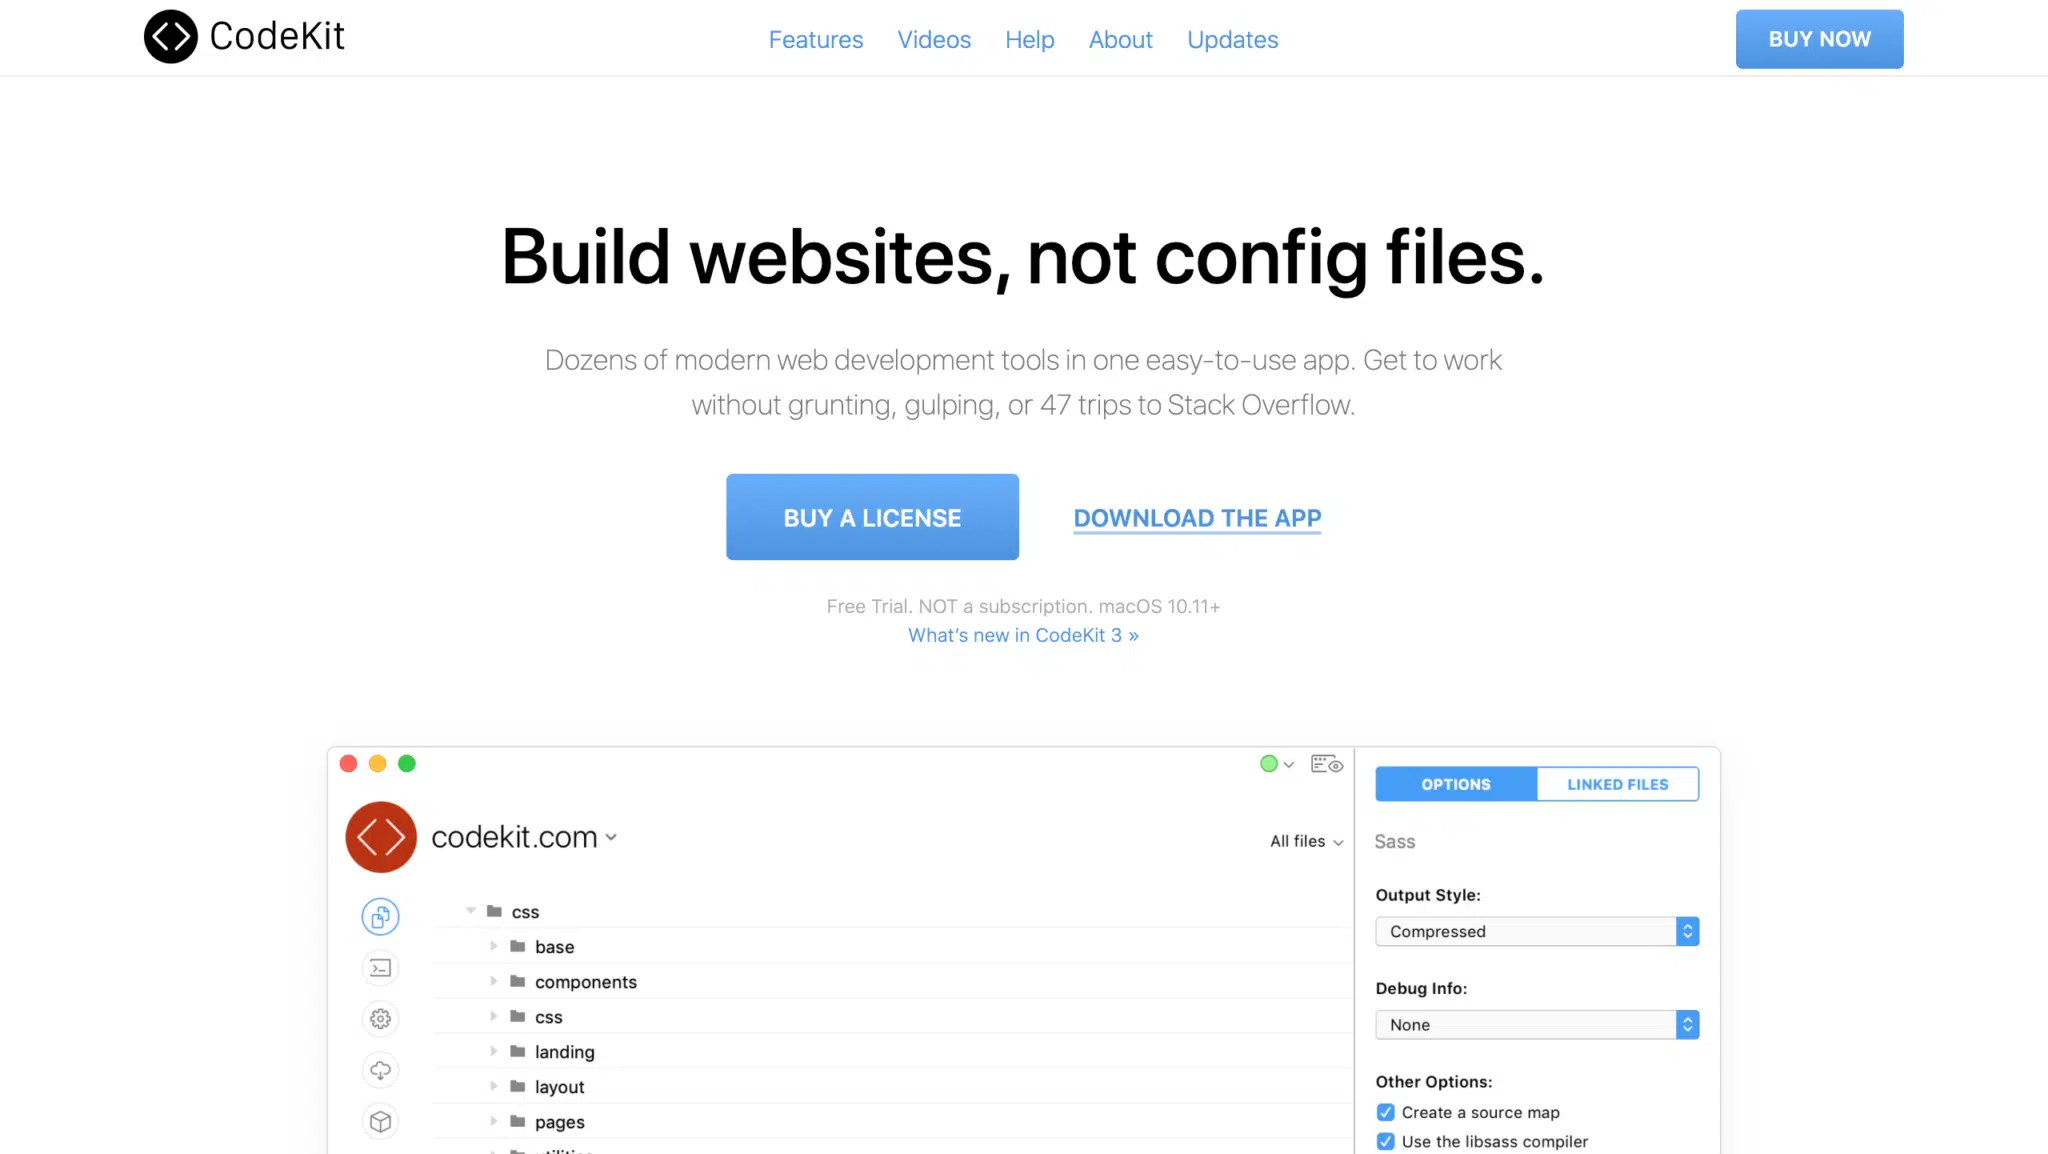 CodeKit
Features Videos Help About Updates
BUY NOW
Build websites, not config files.
Dozens of modern web development tools in one easy-to-use app. Get to work
without grunting, gulping, or 47 trips to Stack Overflow.
BUY A LICENSE
DOWNLOAD THE APP
Free Trial. NOT a subscription. macOS 10.11+
What's new in CodeKit 3 »
codekit.com
All files
css
base
components
css
landing
layout
pages
OPTIONS
LINKED FILES
Sass
Output Style:
Compressed
Debug Info:
None
Other Options:
Create a source map
Use the libsass compiler